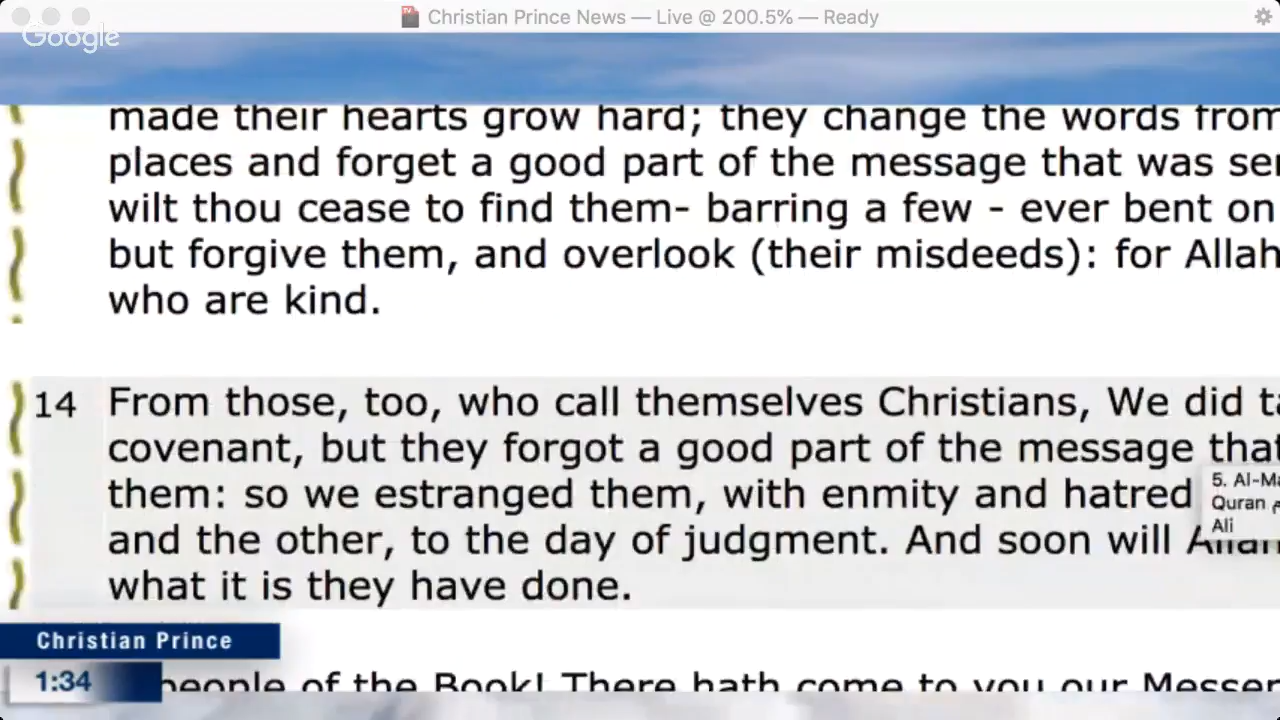 Christian Prince News — Live @ 200.5% — Ready
Google
made their hearts grow hard; they change the words from
places and forget a good part of the message that was
wilt thou cease to find them- barring a few - ever bent on
but forgive them, and overlook (their misdeeds): for Allah
who are kind.
14 From those, too, who call themselves Christians, We did
covenant, but they forgot a good part of the message
them: so we estranged them, with enmity and hatred
5. Al-
Quran
Ali
and the other, to the day of judgment. And soon will Allah
what it is they have done.
Christian Prince
1:34
people of the Book! There hath come to you our